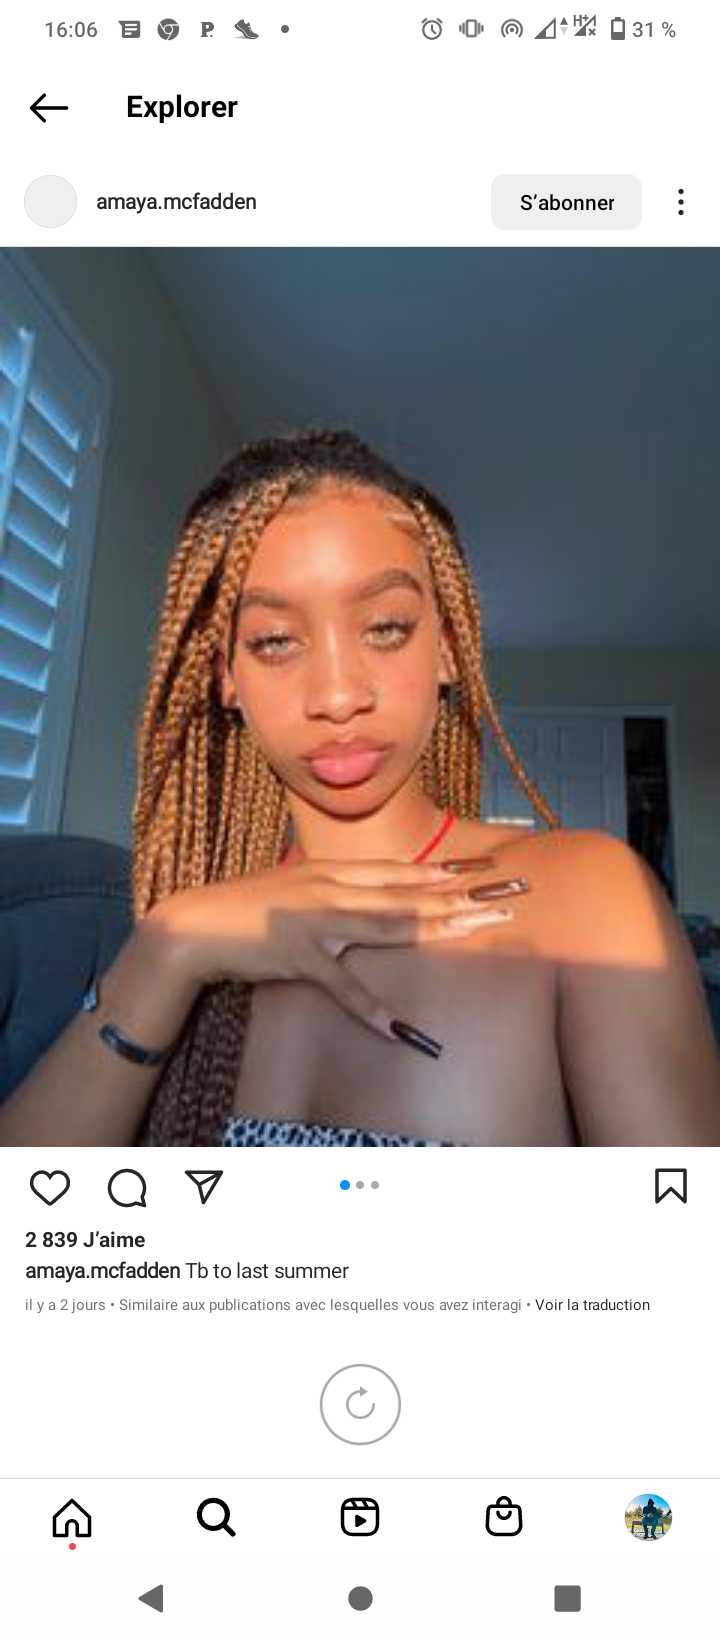 16:06 31 %
Explorer
amaya.mcfadden S'abonner
2 839 J'aime
amaya.mcfadden Tb to last summer
il y a 2 jours • Similaire aux publications avec lesquelles vous avez interagi • Voir la traduction